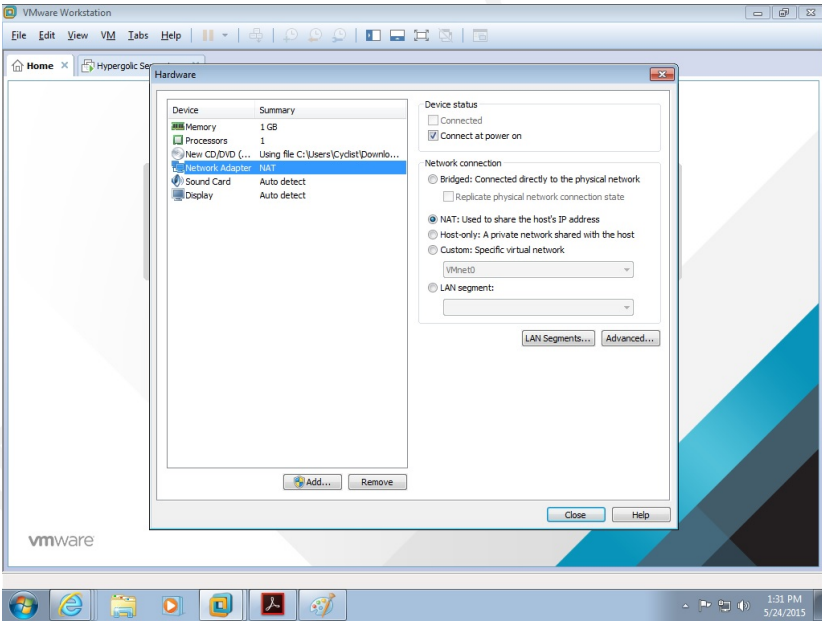 VMware Workstation
File Edit View VM Tabs Help
Home Hypergolic Se
Hardware
Device Summary
Memory 1 GB
Processors 1
New CD/DVD (... Using file C:\Users\Cyclist\Downlo...
Network Adapter NAT
Sound Card Auto detect
Display Auto detect
Add... Remove
Device status
Connected
Connect at power on
Network connection
Bridged: Connected directly to the physical network
Replicate physical network connection state
NAT: Used to share the host's IP address
Host-only: A private network shared with the host
Custom: Specific virtual network
VMnet0
LAN segment:
LAN Segments... Advanced...
Close Help
vmware
1:31 PM
5/24/2015